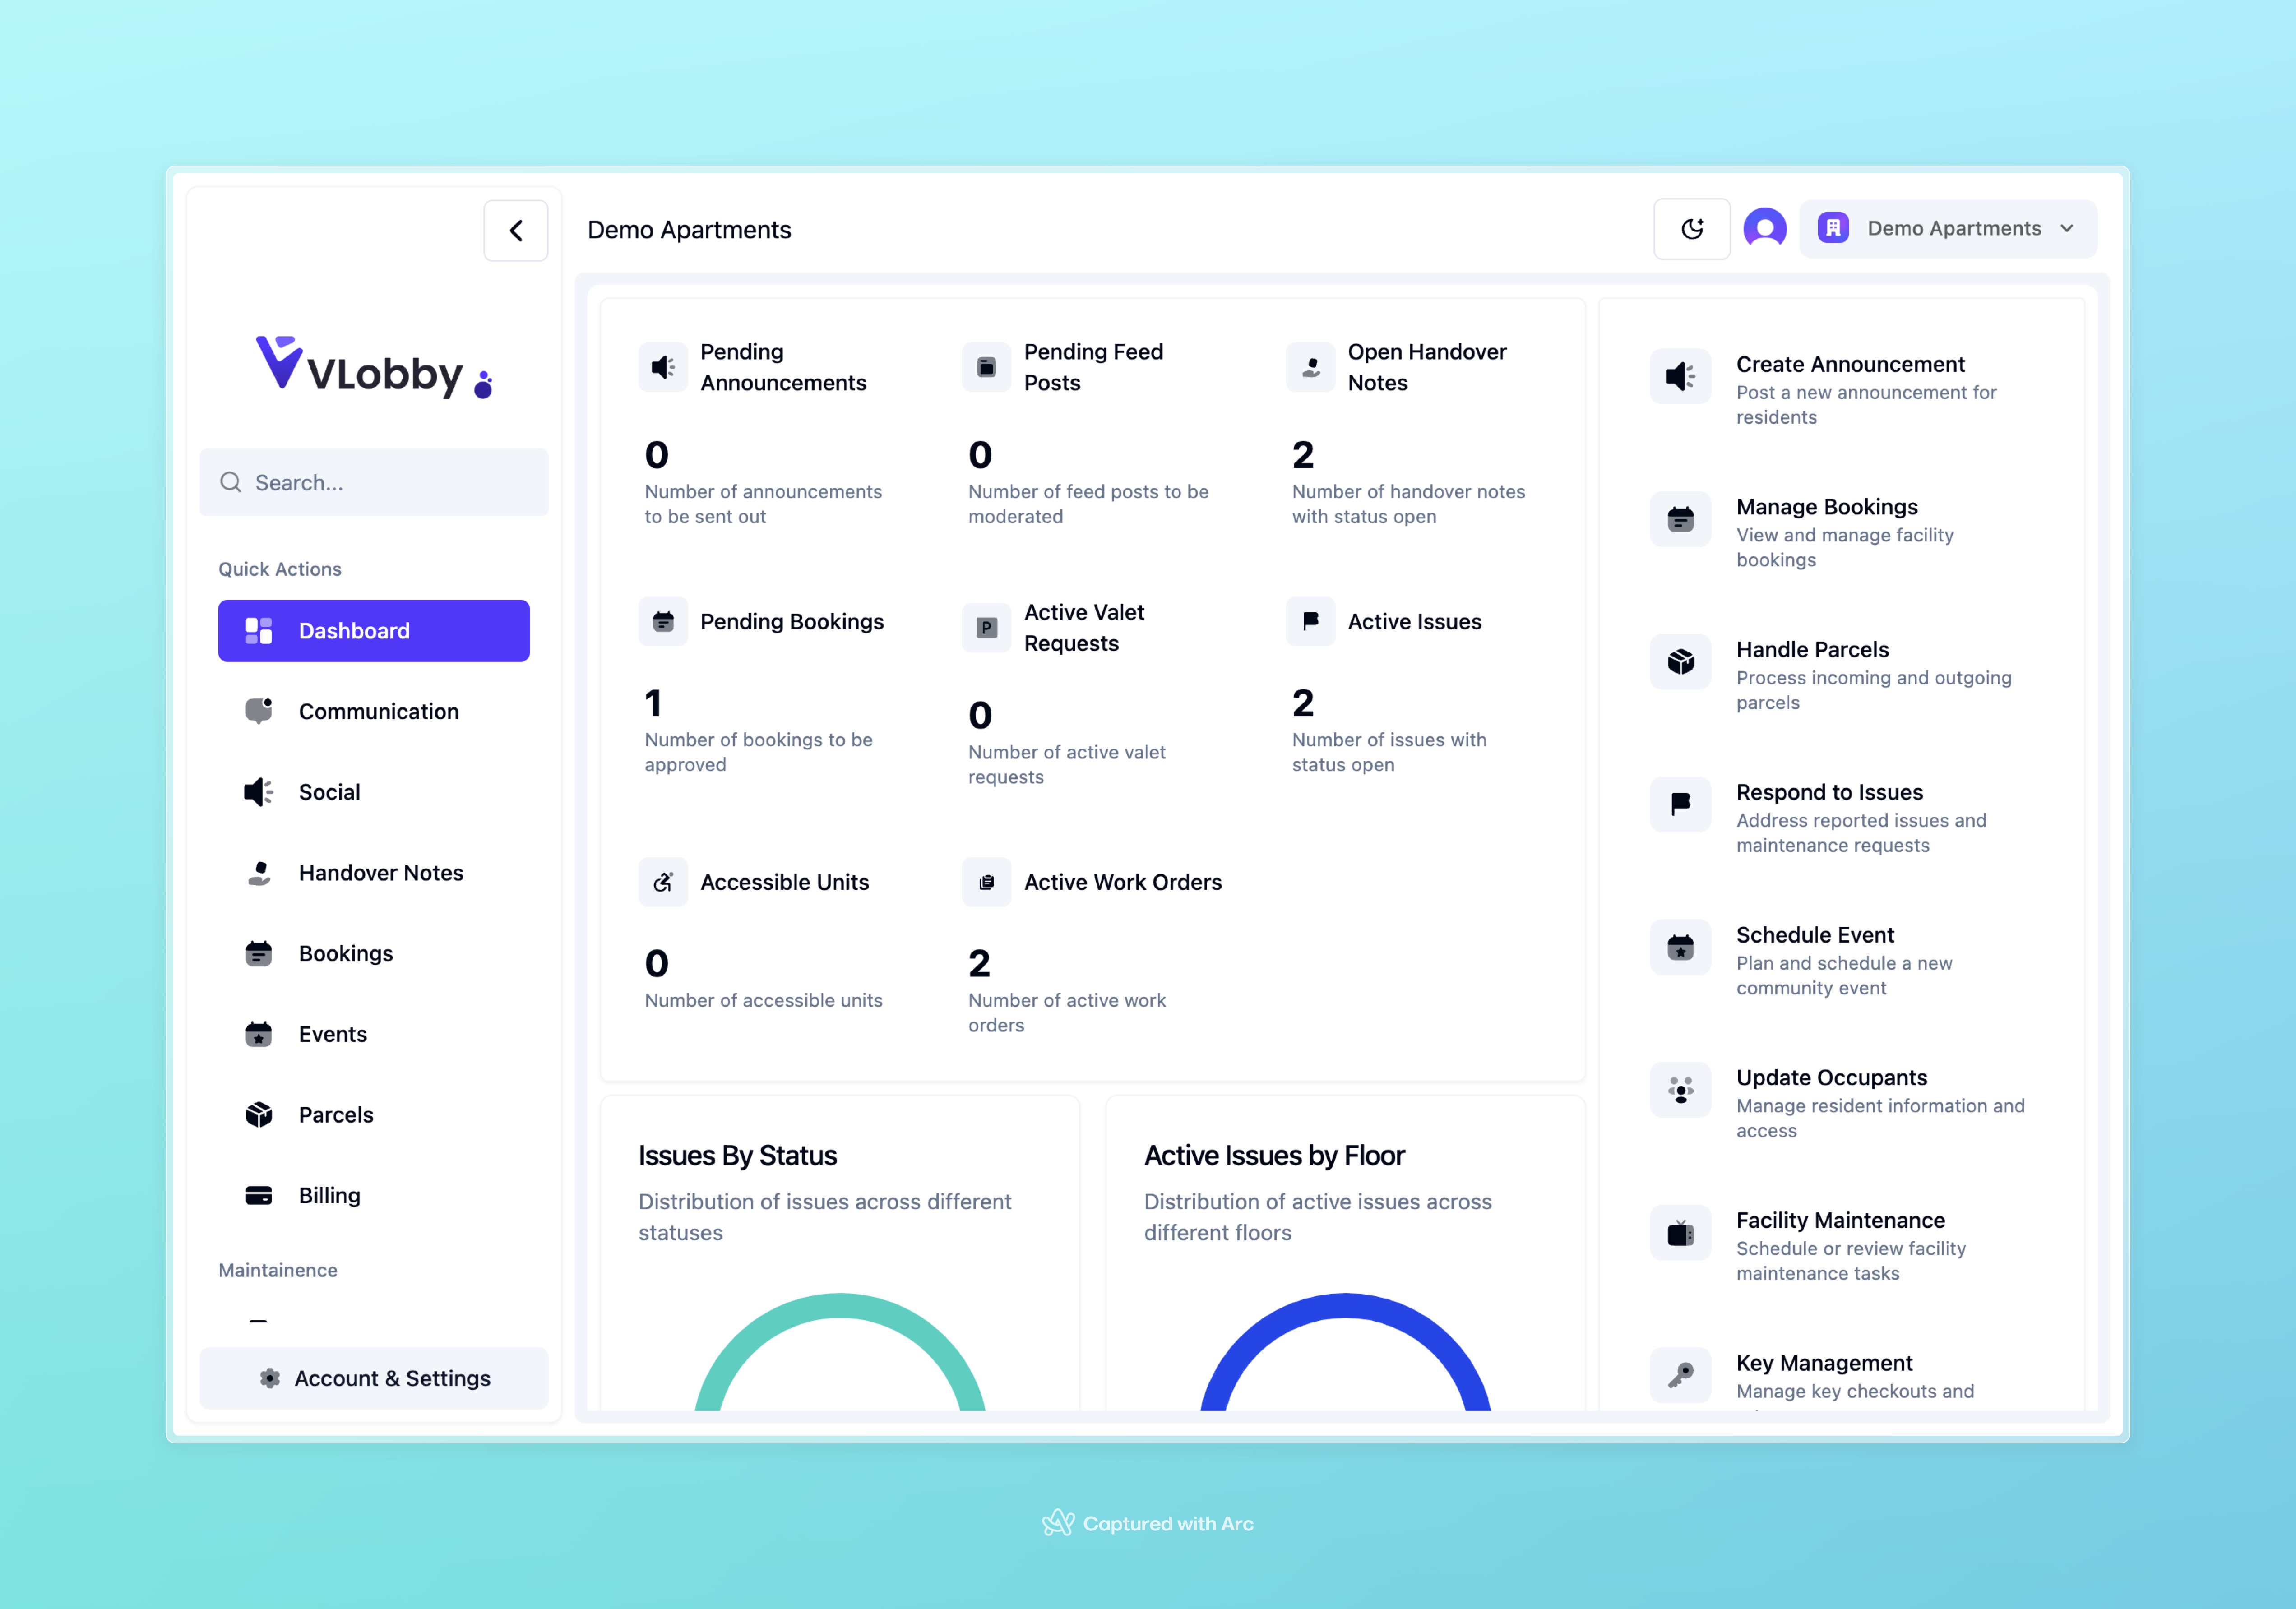 VLobby
Search...
Quick Actions
Dashboard
Communication
Social
Handover Notes
Bookings
Events
Parcels
Billing
Maintainence
Account & Settings
Demo Apartments
Demo Apartments
Pending
Announcements
0
Number of announcements
to be sent out
Pending Feed
Posts
0
Number of feed posts to be
moderated
Open Handover
Notes
2
Number of handover notes
with status open
Pending Bookings
1
Number of bookings to be
approved
P
Active Valet
Requests
0
Number of active valet
requests
Active Issues
2
Number of issues with
status open
Accessible Units
0
Number of accessible units
Active Work Orders
2
Number of active work
orders
Issues By Status
Distribution of issues across different
statuses
Active Issues by Floor
Distribution of active issues across
different floors
Create Announcement
Post a new announcement for
residents
Manage Bookings
View and manage facility
bookings
Handle Parcels
Process incoming and outgoing
parcels
Respond to Issues
Address reported issues and
maintenance requests
Schedule Event
Plan and schedule a new
community event
Update Occupants
Manage resident information and
access
Facility Maintenance
Schedule or review facility
maintenance tasks
Key Management
Manage key checkouts and
Captured with Arc